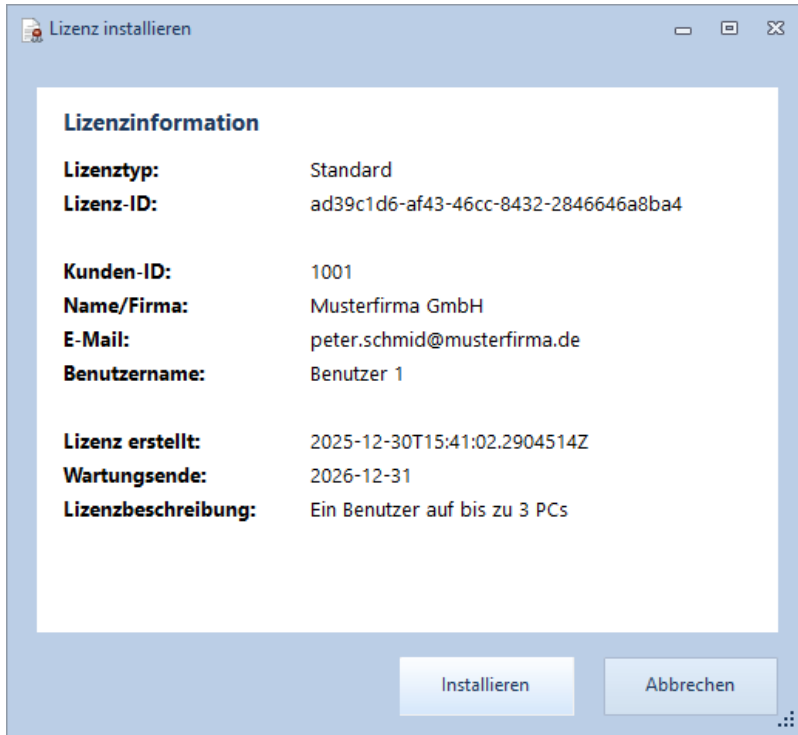 Lizenz installieren
Lizenzinformation
Lizenztyp: Standard
Lizenz-ID: ad39c1d6-af43-46cc-8432-2846646a8ba4
Kunden-ID: 1001
Name/Firma: Musterfirma GmbH
E-Mail: peter.schmid@musterfirma.de
Benutzername: Benutzer 1
Lizenz erstellt: 2025-12-30T15:41:02.2904514Z
Wartungsende: 2026-12-31
Lizenzbeschreibung: Ein Benutzer auf bis zu 3 PCs
Installieren Abbrechen